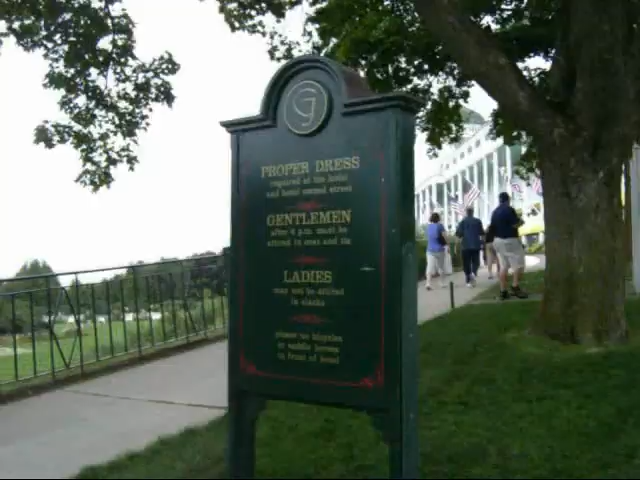 G
PROPER DRESS
required at the hotel
and hotel owned street
GENTLEMEN
after 6 p.m. must be
attired in coat and tie
LADIES
may not be attired
in slacks
please no bicycles
or saddle horses
in front of hotel